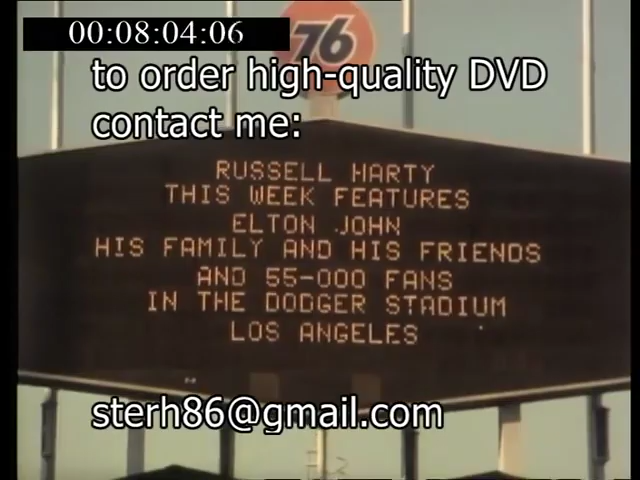 00:08:04:06
76
to order high-quality DVD
contact me:
RUSSELL HARTY
THIS WEEK FEATURES
ELTON JOHN
HIS FAMILY AND HIS FRIENDS
AND 55-000 FANS
IN THE DODGER STADIUM
LOS ANGELES
sterh86@gmail.com